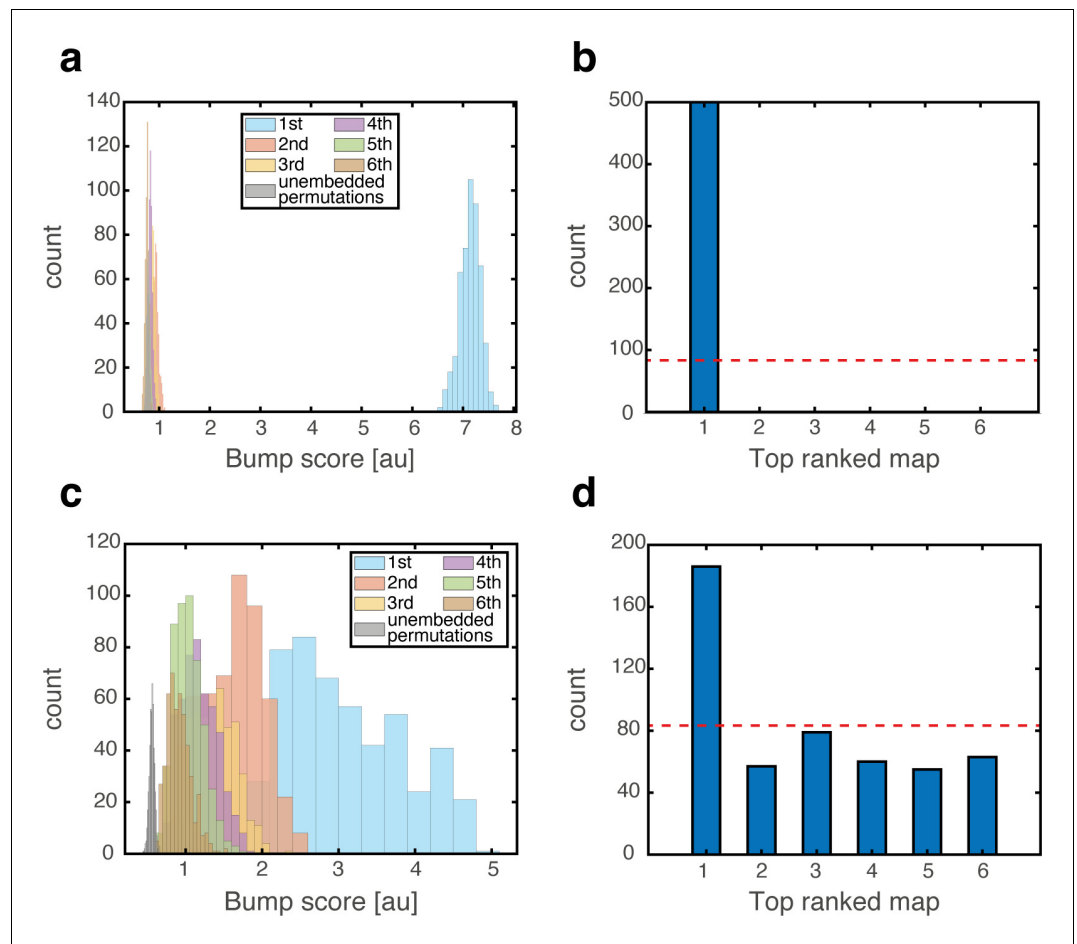 a
140
120
100
80
60
40
20
0
count
1st
2nd
3rd
4th
5th
6th
unembedded
permutations
1 2 3 4 5 6 7 8
Bump score [au]
b
500
400
300
200
100
0
count
1 2 3 4 5 6
Top ranked map
c
120
100
80
60
40
20
0
count
1st
2nd
3rd
4th
5th
6th
unembedded
permutations
1 2 3 4 5
Bump score [au]
d
200
160
120
80
40
0
count
1 2 3 4 5 6
Top ranked map